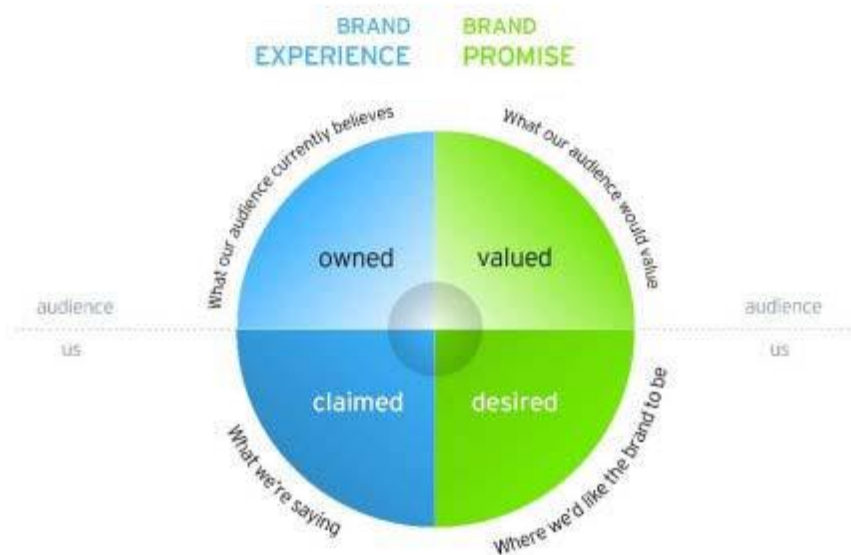 BRAND
EXPERIENCE
BRAND
PROMISE
What our audience currently believes
What our audience would value
owned
valued
audience
audience
us
us
claimed
desired
What we're saying
Where we'd like the brand to be